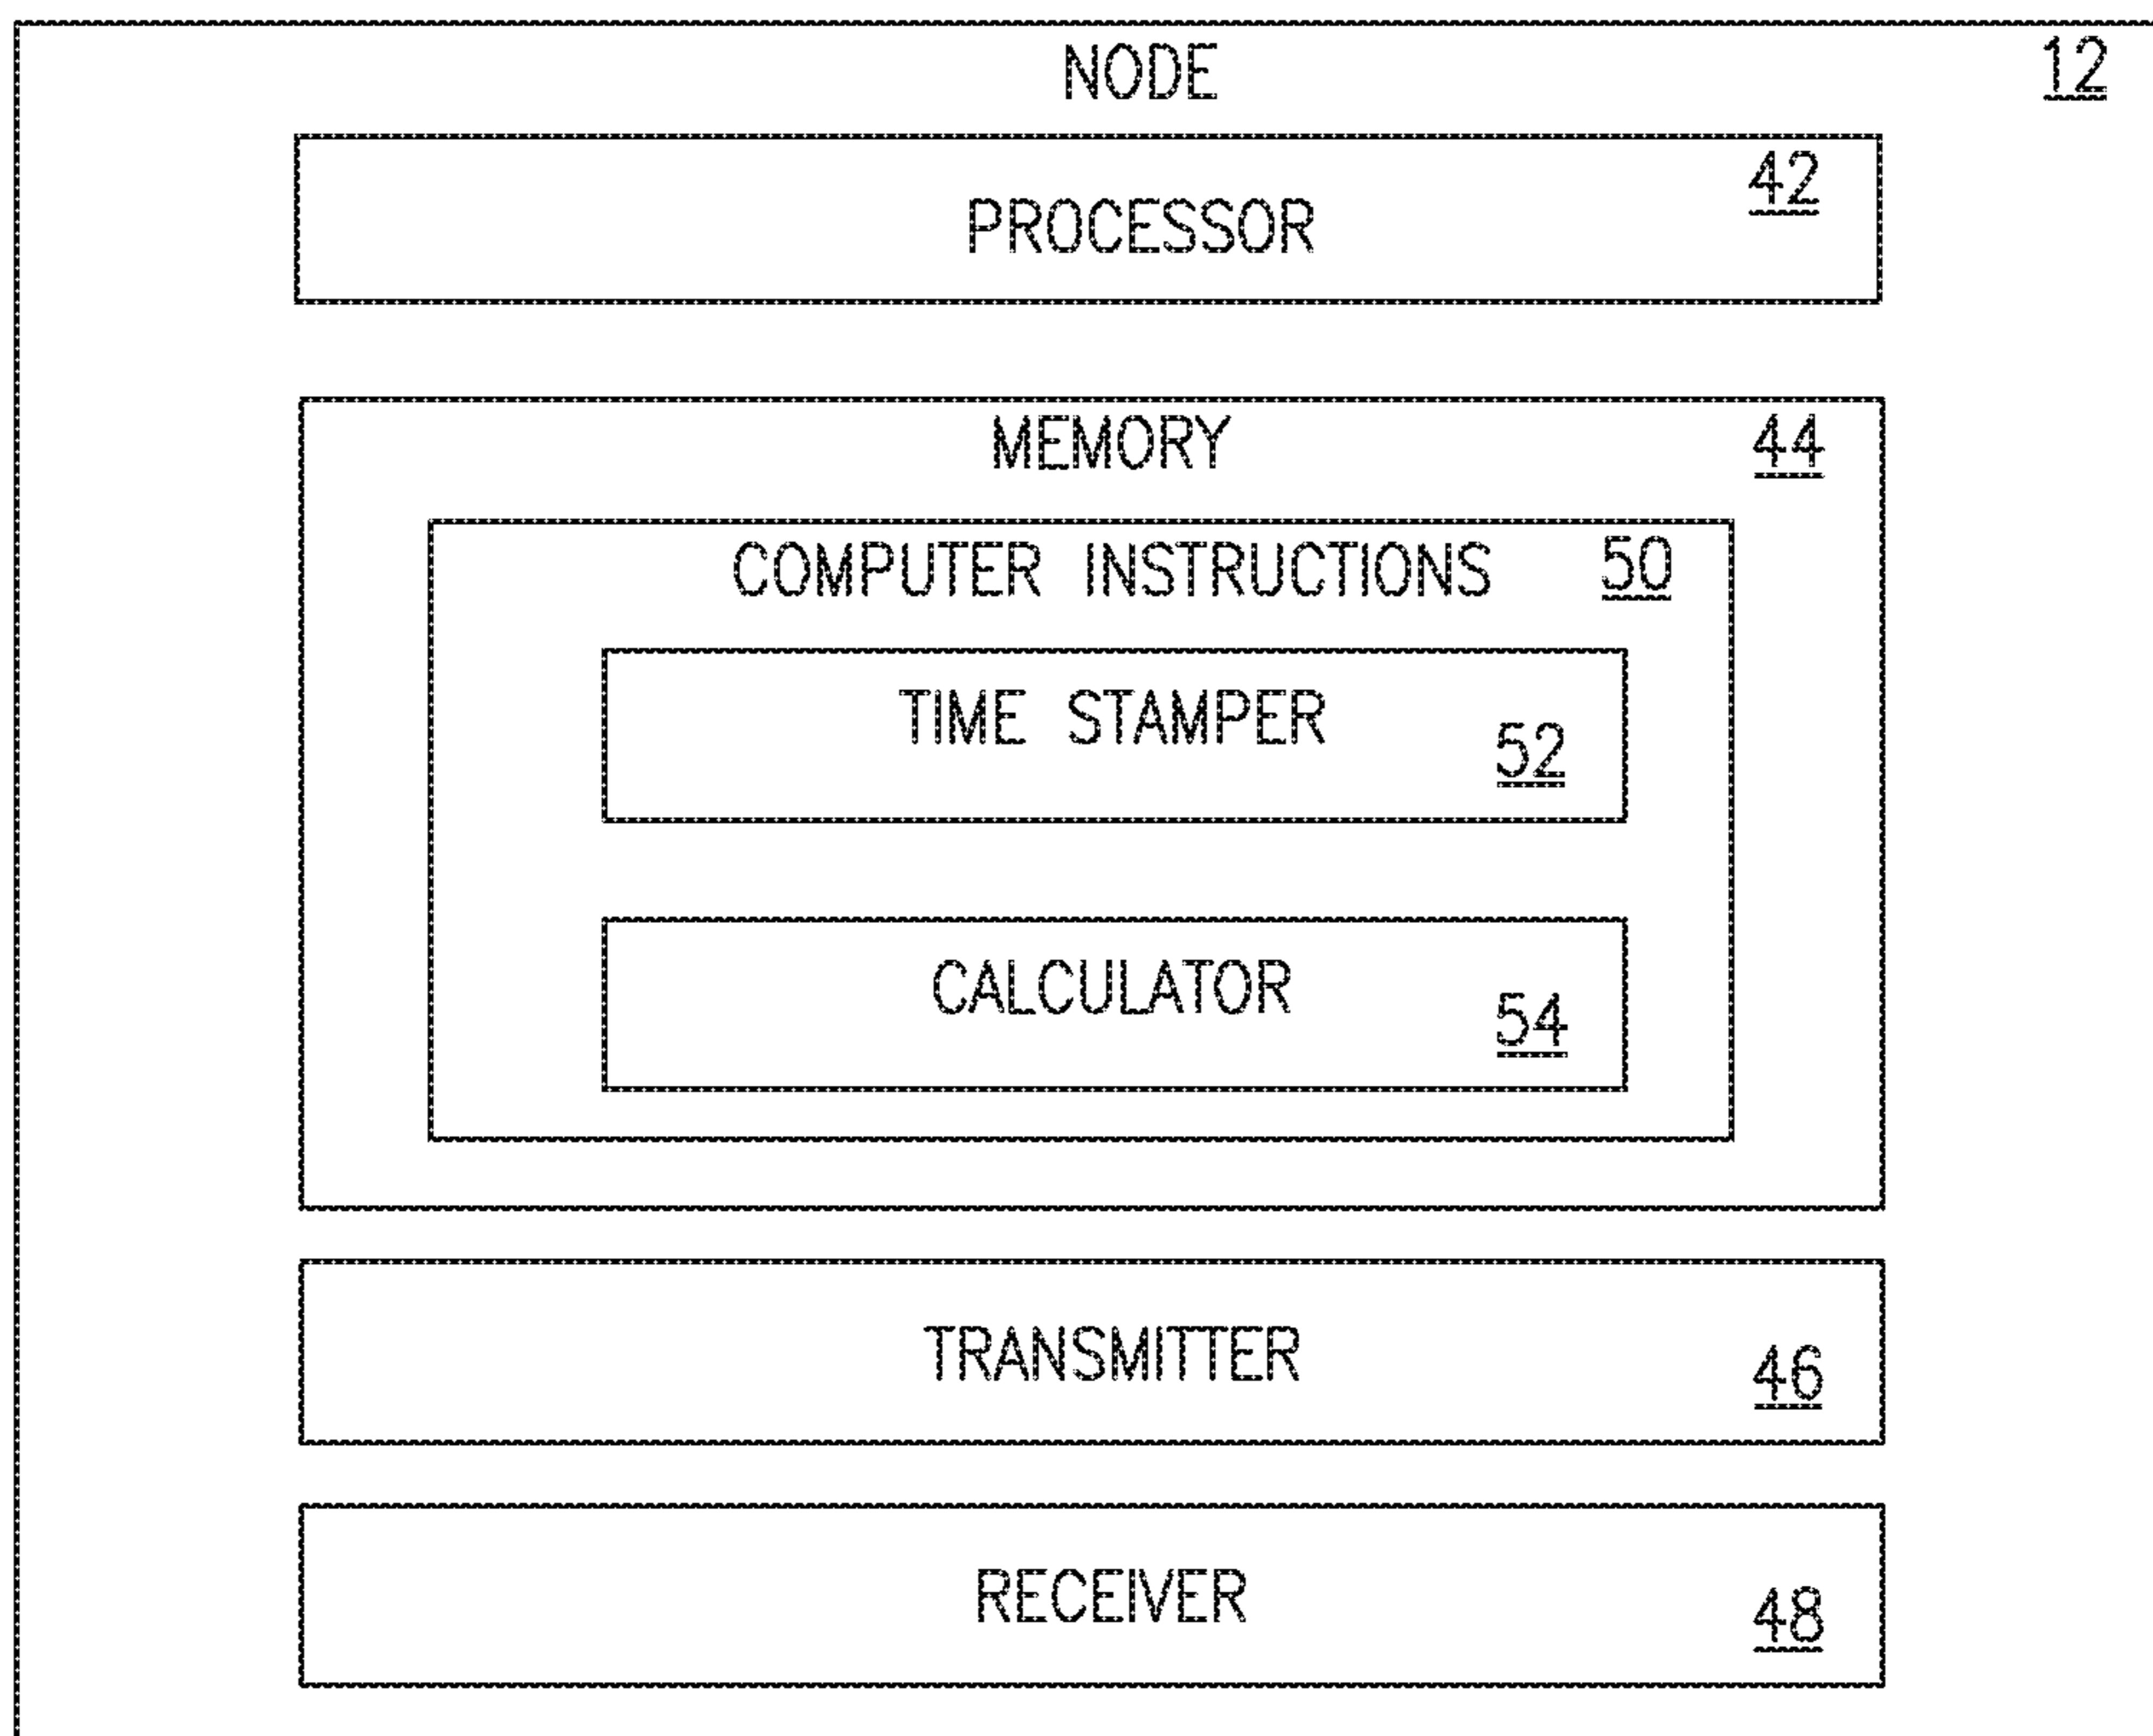 NODE 12
42
PROCESSOR
MEMORY 44
COMPUTER INSTRUCTIONS 50
TIME STAMPER
52
CALCULATOR
54
TRANSMITTER
46
RECEIVER
48